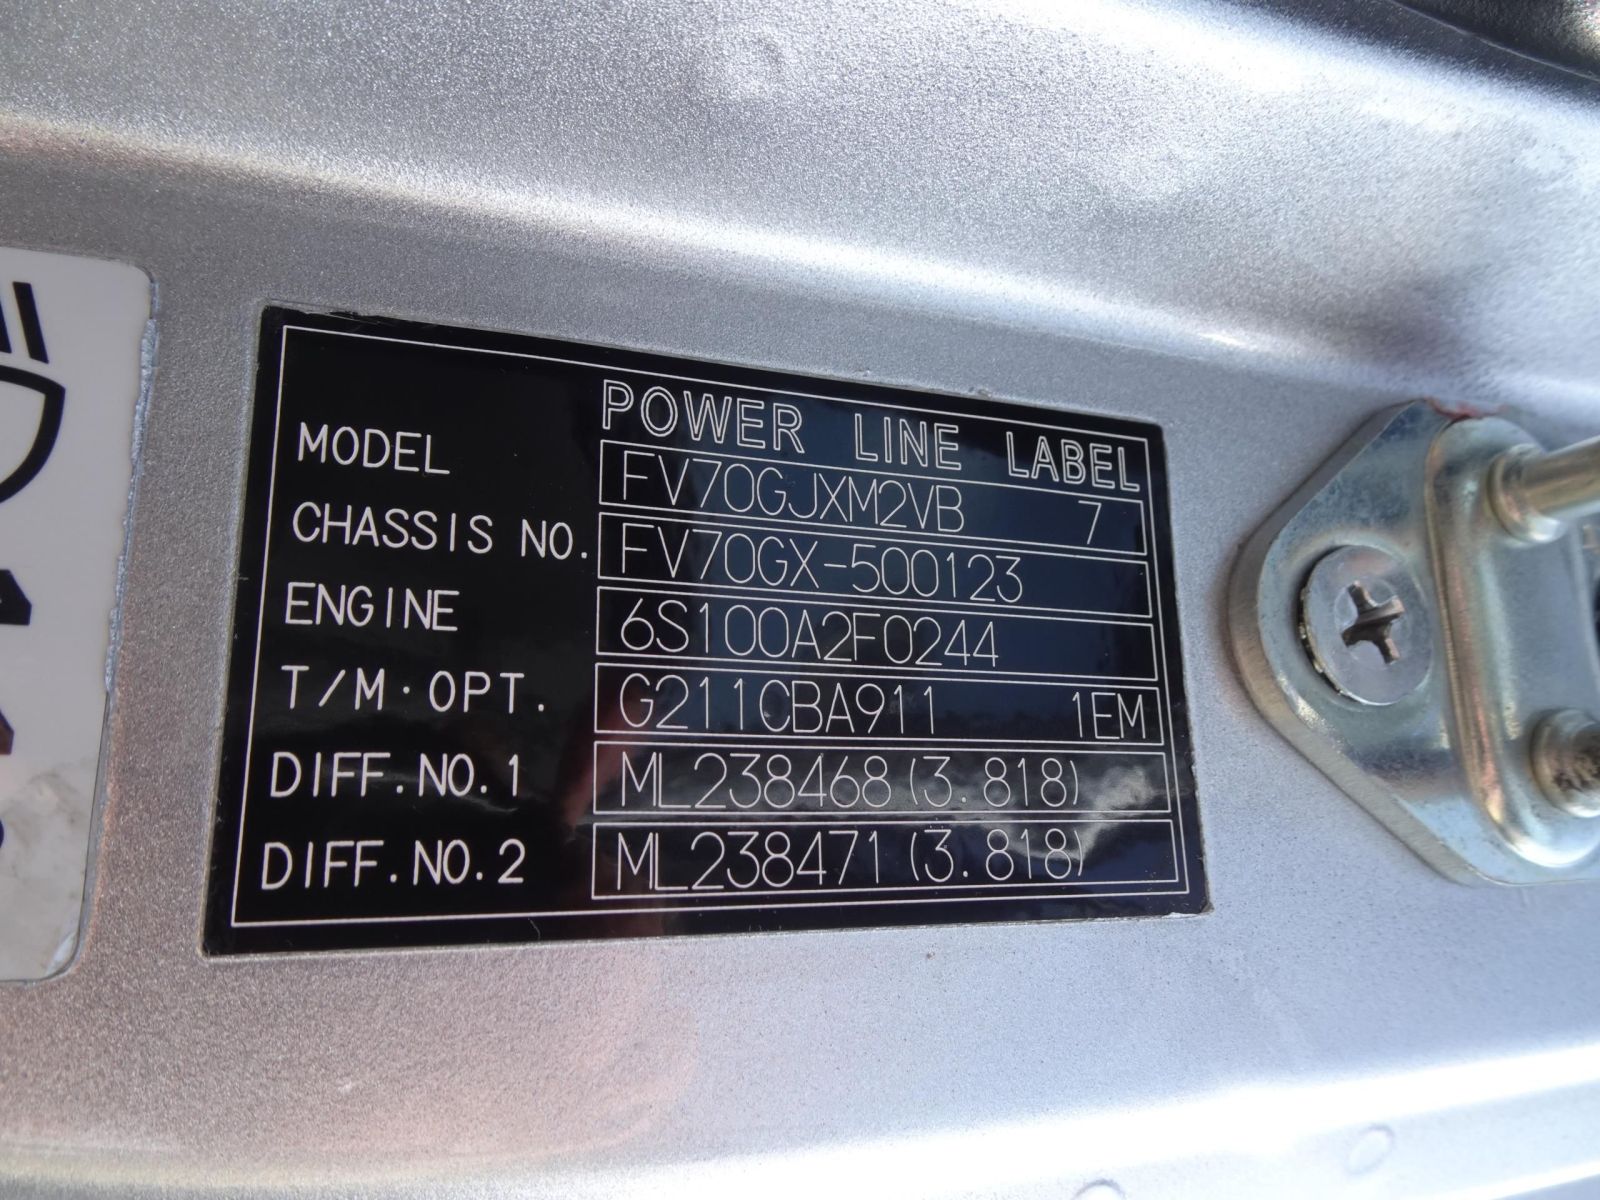 POWER LINE LABEL
MODEL FV70GJXM2VB 7
CHASSIS NO. FV70GX-500123
ENGINE 6S100A2F0244
T/M·OPT. G211CBA911 1EM
DIFF.NO.1 ML238468(3.818)
DIFF.NO.2 ML238471(3.818)